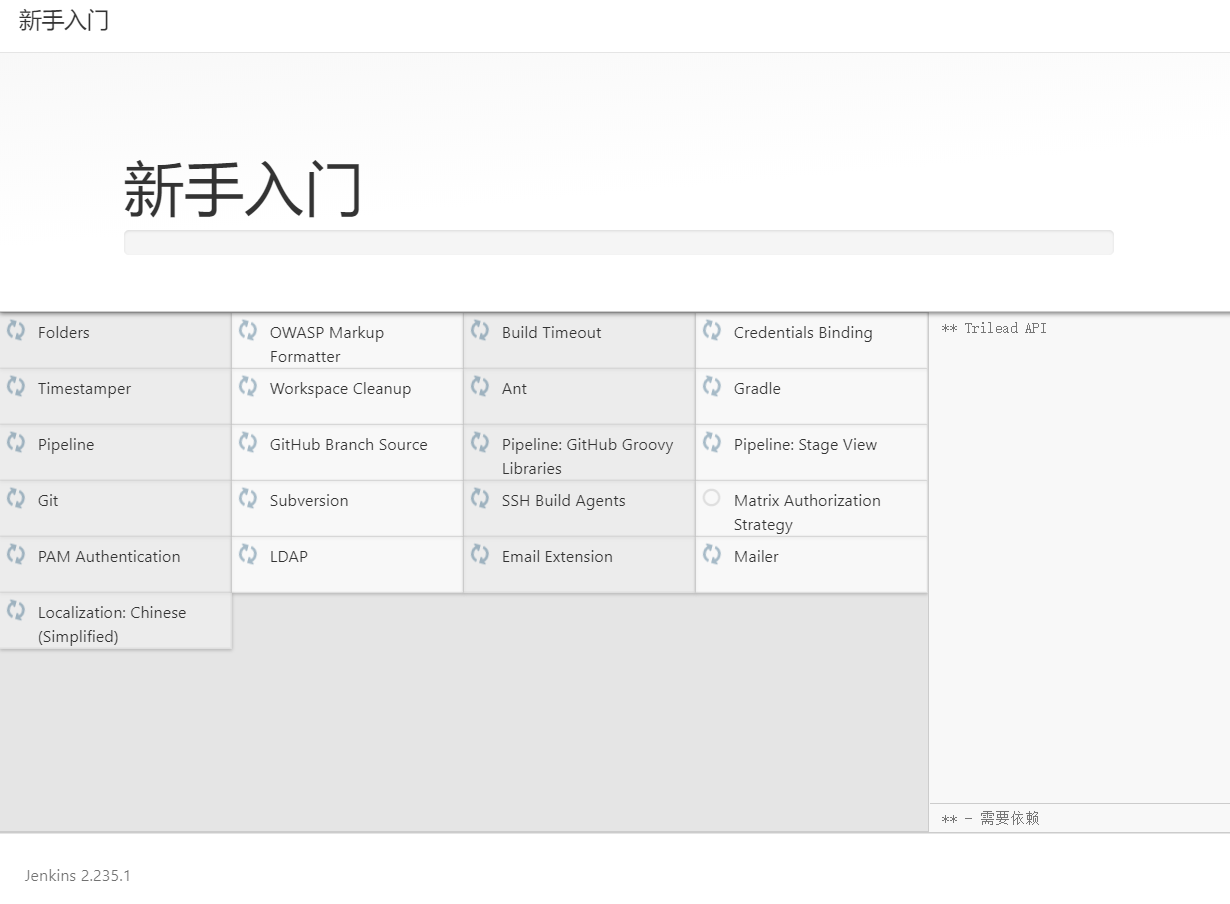 新手入门
新手入门
Folders
OWASP Markup
Formatter
Build Timeout
Credentials Binding
** Trilead API
Timestamper
Workspace Cleanup
Ant
Gradle
Pipeline
GitHub Branch Source
Pipeline: GitHub Groovy
Libraries
Pipeline: Stage View
Git
Subversion
SSH Build Agents
Matrix Authorization
Strategy
PAM Authentication
LDAP
Email Extension
Mailer
Localization: Chinese
(Simplified)
** - 需要依赖
Jenkins 2.235.1